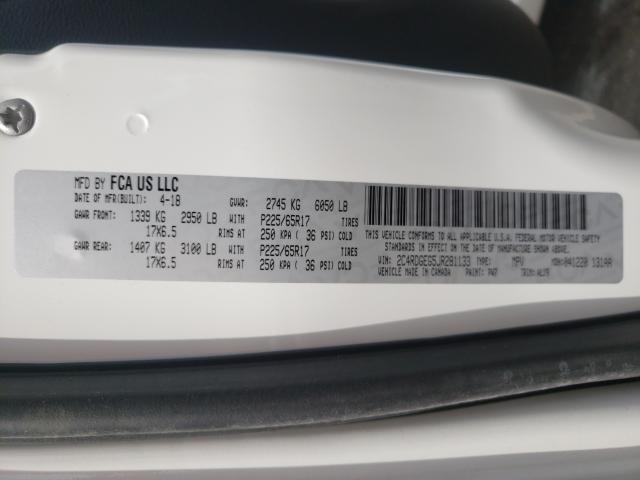 MFD BY FCA US LLC
DATE OF MFR(BUILT): 4-18 GVWR: 2745 KG 6050 LB
GAWR FRONT: 1339 KG 2950 LB WITH P225/65R17 TIRES
17X6.5 RIMS AT 250 KPA ( 36 PSI) COLD
GAWR REAR: 1407 KG 3100 LB WITH P225/65R17 TIRES
17X6.5 RIMS AT 250 KPA ( 36 PSI) COLD
THIS VEHICLE CONFORMS TO ALL APPLICABLE U.S.A. FEDERAL MOTOR VEHICLE SAFETY
STANDARDS IN EFFECT ON THE DATE OF MANUFACTURE SHOWN ABOVE.
VIN: 2C4RDGEG5JR281133 TYPE: MPV MDH: 041220 131AA
VEHICLE MADE IN CANADA PAINT: PW7 TRIM: